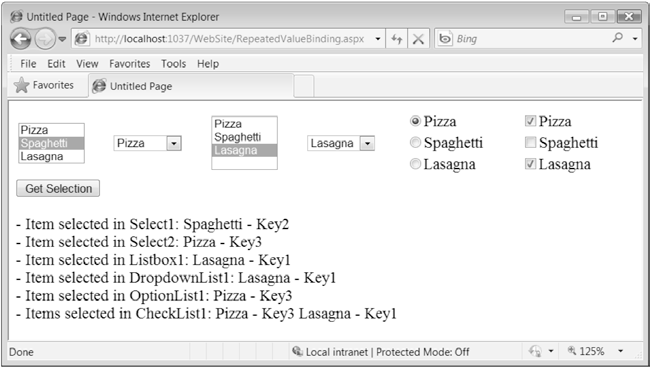 Untitled Page - Windows Internet Explorer
http://localhost:1037/WebSite/RepeatedValueBinding.aspx
Bing
File Edit View Favorites Tools Help
Favorites
Untitled Page
Pizza
Spaghetti
Lasagna
Pizza
Pizza
Spaghetti
Lasagna
Lasagna
Pizza
Spaghetti
Lasagna
Pizza
Spaghetti
Lasagna
Get Selection
- Item selected in Select1: Spaghetti - Key2
- Item selected in Select2: Pizza - Key3
- Item selected in Listbox1: Lasagna - Key1
- Item selected in DropdownList1: Lasagna - Key1
- Item selected in OptionList1: Pizza - Key3
- Items selected in CheckList1: Pizza - Key3 Lasagna - Key1
Done
Local intranet | Protected Mode: Off
125%